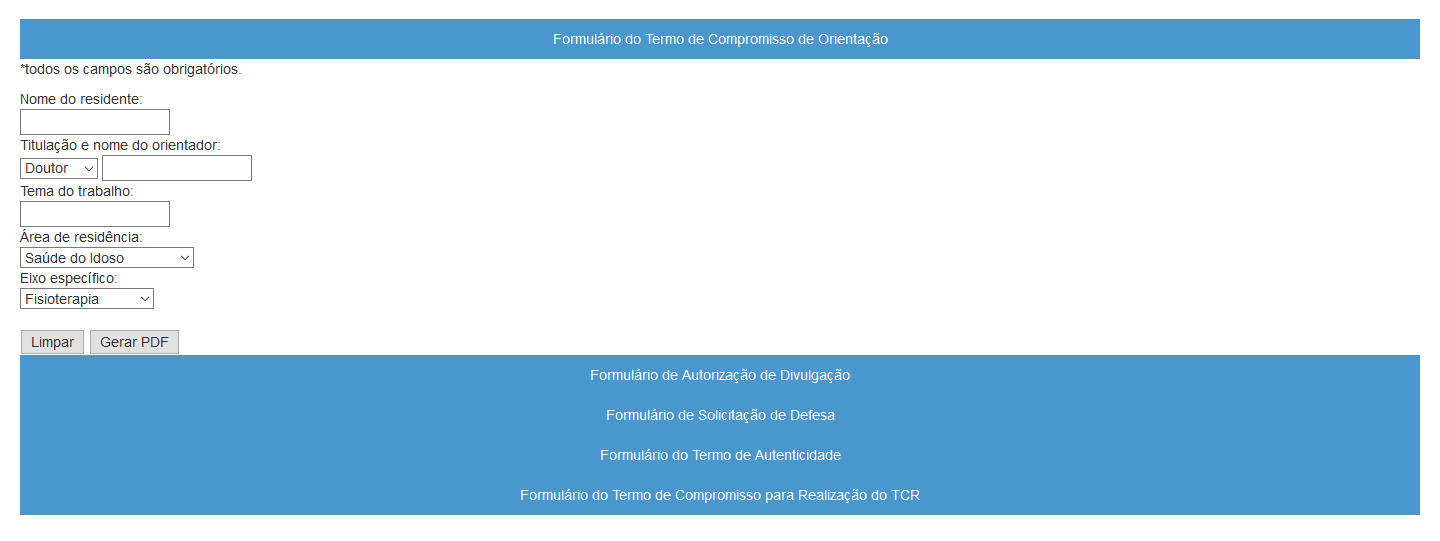 Formulário do Termo de Compromisso de Orientação
*todos os campos são obrigatórios.
Nome do residente:
Titulação e nome do orientador:
Doutor
Tema do trabalho:
Área de residência:
Saúde do Idoso
Eixo específico:
Fisioterapia
Limpar Gerar PDF
Formulário de Autorização de Divulgação
Formulário de Solicitação de Defesa
Formulário do Termo de Autenticidade
Formulário do Termo de Compromisso para Realização do TCR